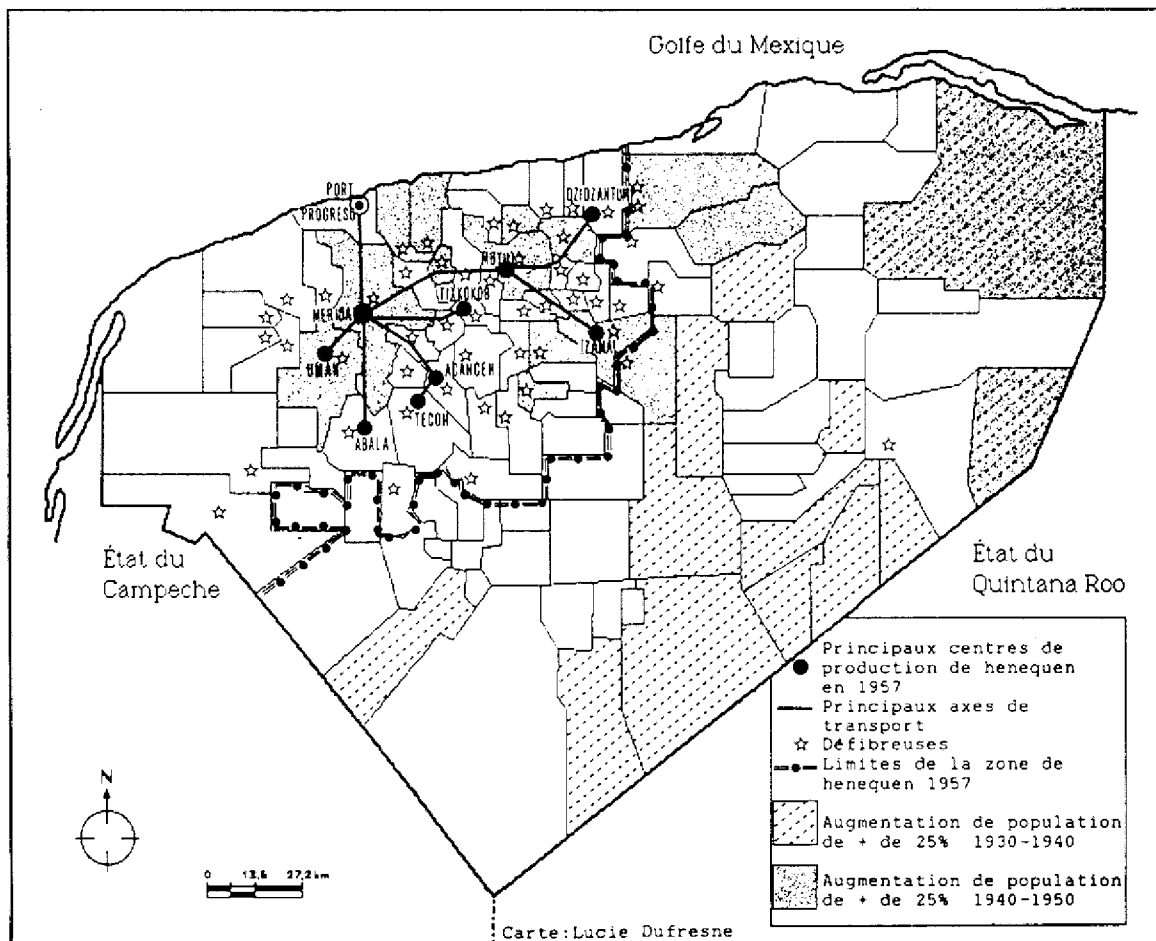 Golfe du Mexique
PORT
PROGRESO
DZIDZANTUM
MOTUL
TIXKOKOB
MERIDA
IZAMAL
UMAN
ACANCEH
TECOH
ABALA
État du
Campeche
État du
Quintana Roo
Principaux centres de
production de henequen
en 1957
Principaux axes de
transport
Défibreuses
Limites de la zone de
henequen 1957
Augmentation de population
de + de 25% 1930-1940
Augmentation de population
de + de 25% 1940-1950
N
0 13,6 27,2 km
Carte:Lucie Dufresne